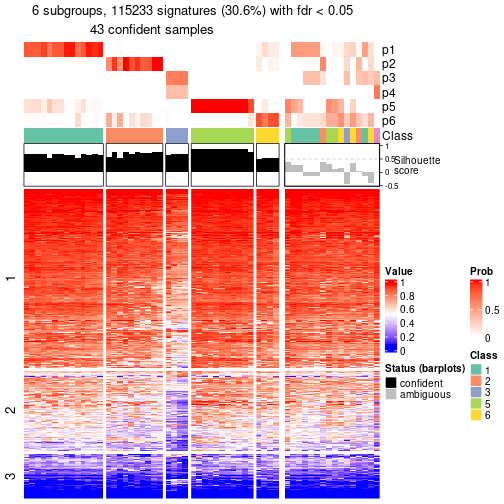 6 subgroups, 115233 signatures (30.6%) with fdr < 0.05
43 confident samples
p1
p2
p3
p4
p5
p6
Class
1
0.5
0
-0.5
Silhouette
score
1
2
3
Value
1
0.8
0.6
0.4
0.2
0
Status (barplots)
confident
ambiguous
Prob
1
0.5
0
Class
1
2
3
5
6